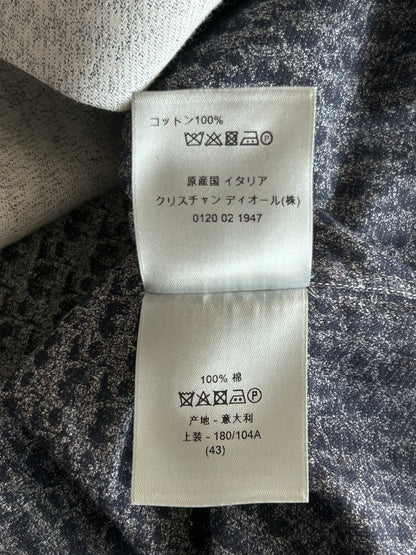 コットン100%
原産国 イタリア
クリスチャン ディオール(株)
0120 02 1947
100% 棉
产地 - 意大利
上装 - 180/104A
(43)